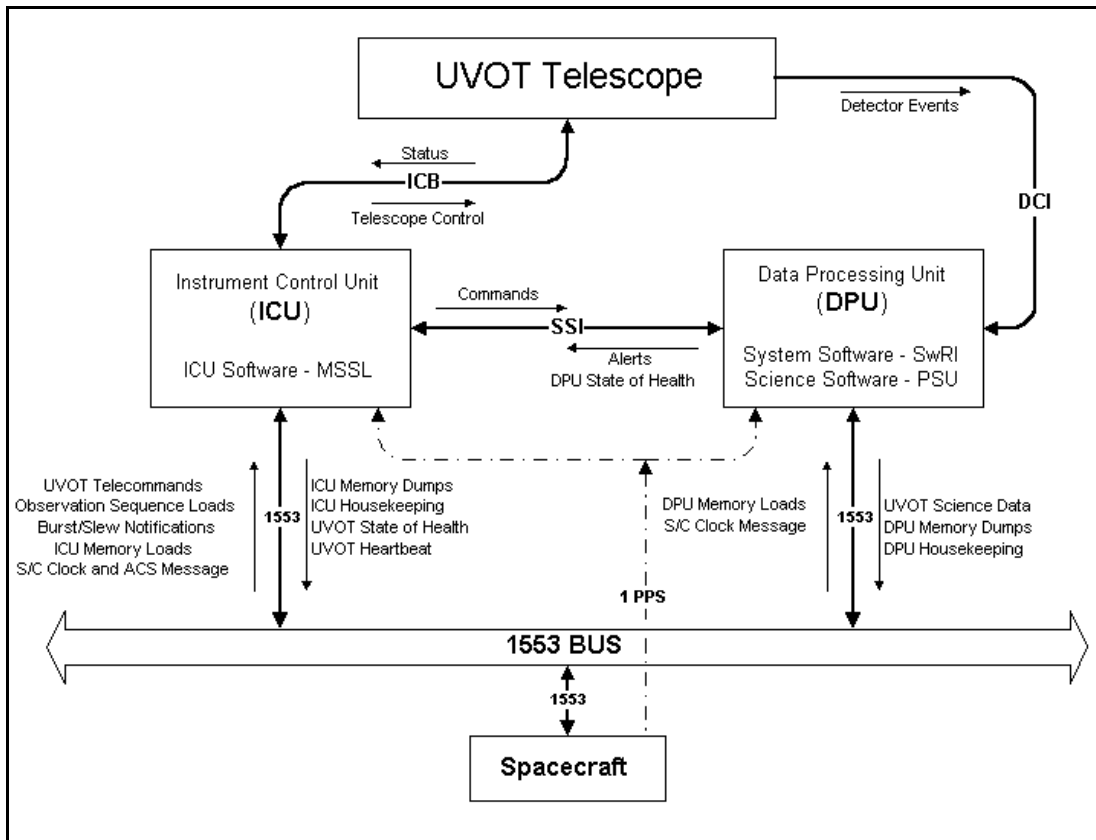 UVOT Telescope
Detector Events
Status
ICB
Telescope Control
DCI
Instrument Control Unit
(ICU)
ICU Software - MSSL
Commands
SSI
Alerts
DPU State of Health
Data Processing Unit
(DPU)
System Software - SwRI
Science Software - PSU
UVOT Telecommands
Observation Sequence Loads
Burst/Slew Notifications
ICU Memory Loads
S/C Clock and ACS Message
1553
ICU Memory Dumps
ICU Housekeeping
UVOT State of Health
UVOT Heartbeat
DPU Memory Loads
S/C Clock Message
1553
UVOT Science Data
DPU Memory Dumps
DPU Housekeeping
1 PPS
1553 BUS
1553
Spacecraft